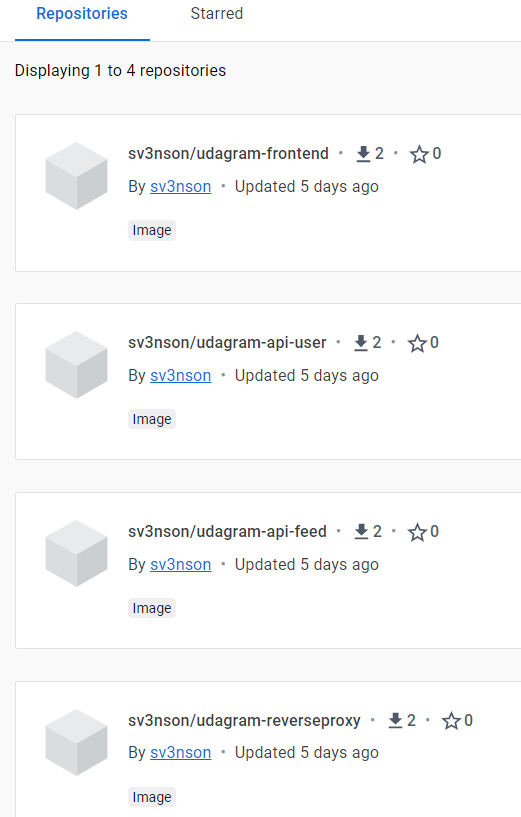 Repositories Starred
Displaying 1 to 4 repositories
sv3nson/udagram-frontend • 2 • 0
By sv3nson • Updated 5 days ago
Image
sv3nson/udagram-api-user • 2 • 0
By sv3nson • Updated 5 days ago
Image
sv3nson/udagram-api-feed • 2 • 0
By sv3nson • Updated 5 days ago
Image
sv3nson/udagram-reverseproxy • 2 • 0
By sv3nson • Updated 5 days ago
Image